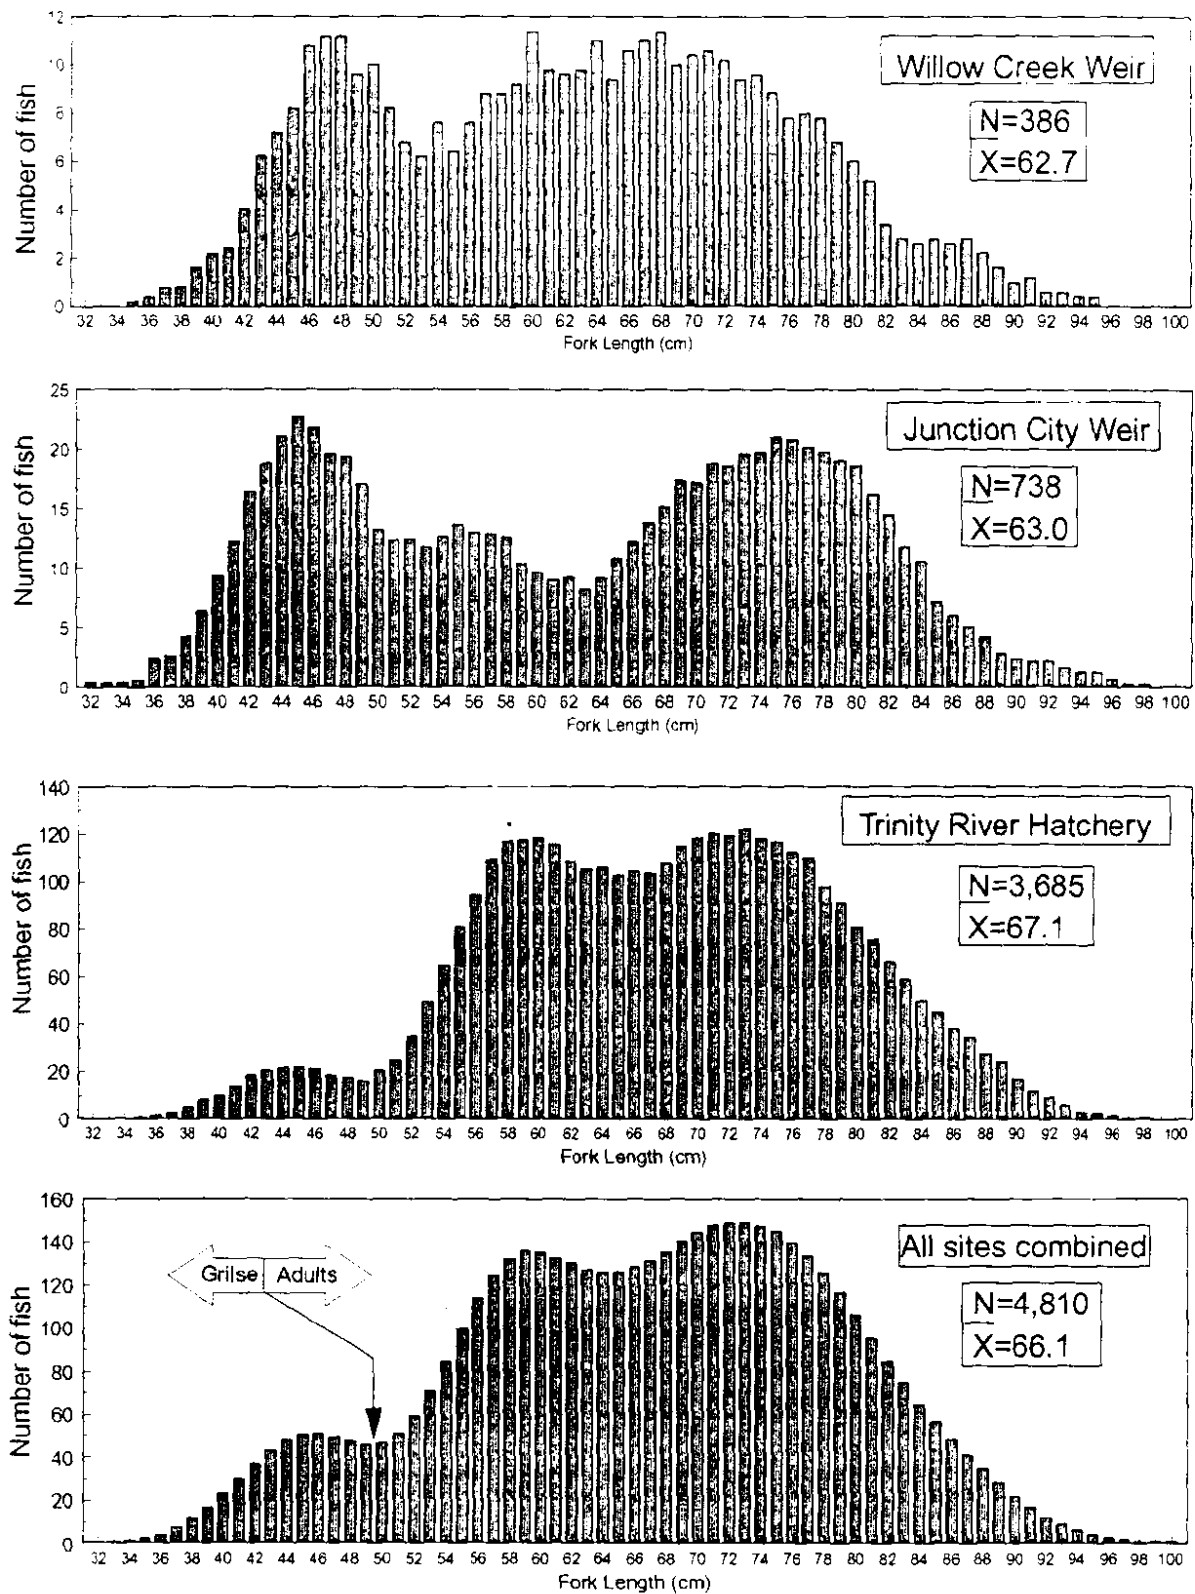 12
10
8
6
4
2
0
Number of fish
Willow Creek Weir
N=386
X=62.7
32 34 36 38 40 42 44 46 48 50 52 54 56 58 60 62 64 66 68 70 72 74 76 78 80 82 84 86 88 90 92 94 96 98 100
Fork Length (cm)
25
20
15
10
5
0
Number of fish
Junction City Weir
N=738
X=63.0
32 34 36 38 40 42 44 46 48 50 52 54 56 58 60 62 64 66 68 70 72 74 76 78 80 82 84 86 88 90 92 94 96 98 100
Fork Length (cm)
140
120
100
80
60
40
20
0
Number of fish
Trinity River Hatchery
N=3,685
X=67.1
32 34 36 38 40 42 44 46 48 50 52 54 56 58 60 62 64 66 68 70 72 74 76 78 80 82 84 86 88 90 92 94 96 98 100
Fork Length (cm)
160
140
120
100
80
60
40
20
0
Number of fish
Grilse Adults
All sites combined
N=4,810
X=66.1
32 34 36 38 40 42 44 46 48 50 52 54 56 58 60 62 64 66 68 70 72 74 76 78 80 82 84 86 88 90 92 94 96 98 100
Fork Length (cm)